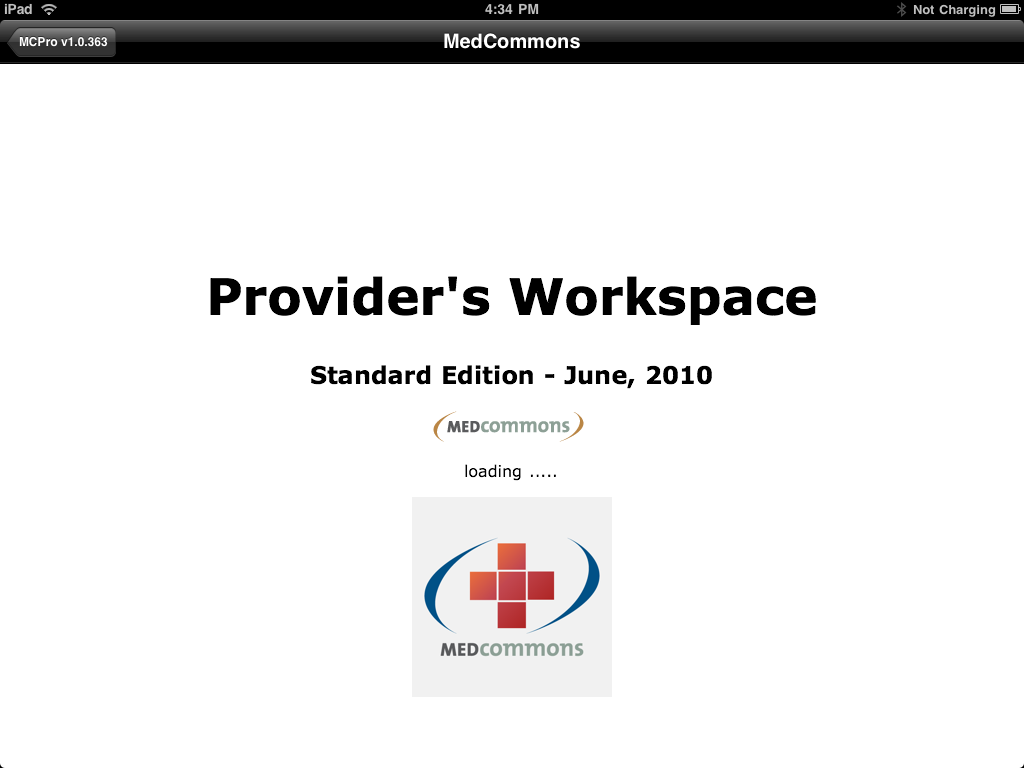 iPad 4:34 PM Not Charging
MCPro v1.0.363 MedCommons
Provider's Workspace
Standard Edition - June, 2010
MEDcommons
loading .....
MEDcommons